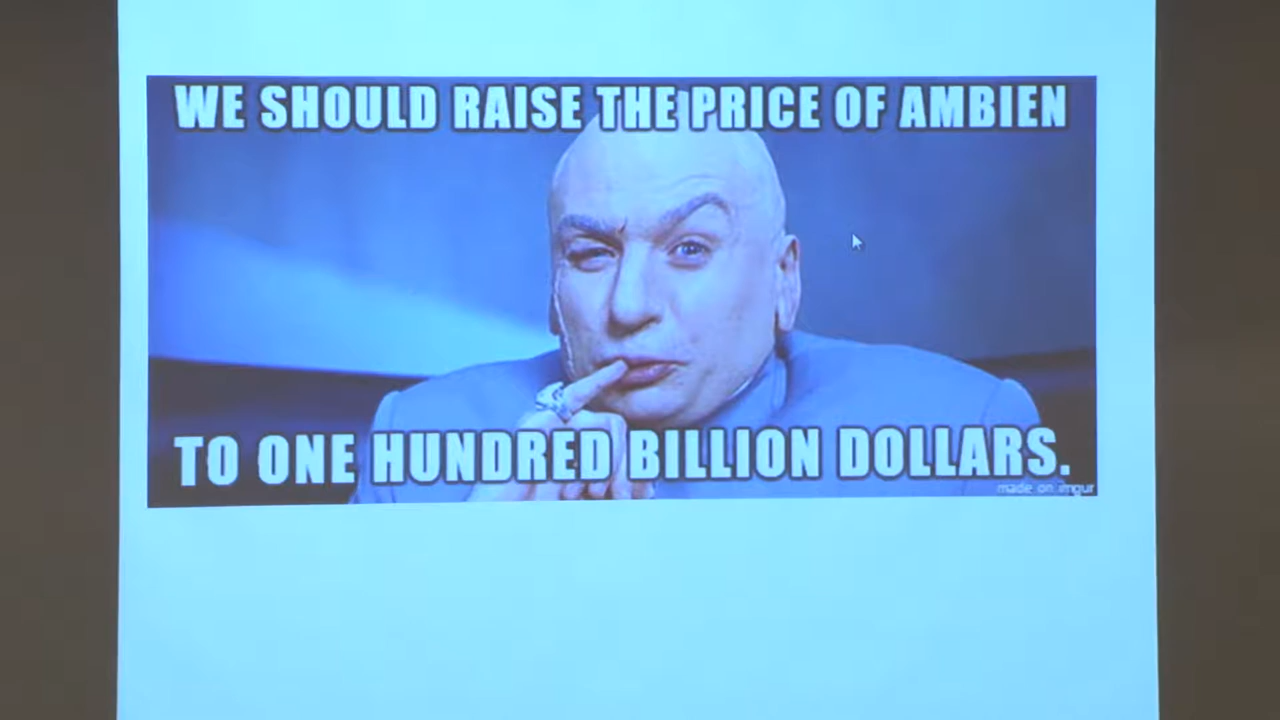 WE SHOULD RAISE THE PRICE OF AMBIEN
TO ONE HUNDRED BILLION DOLLARS.
made on imgur